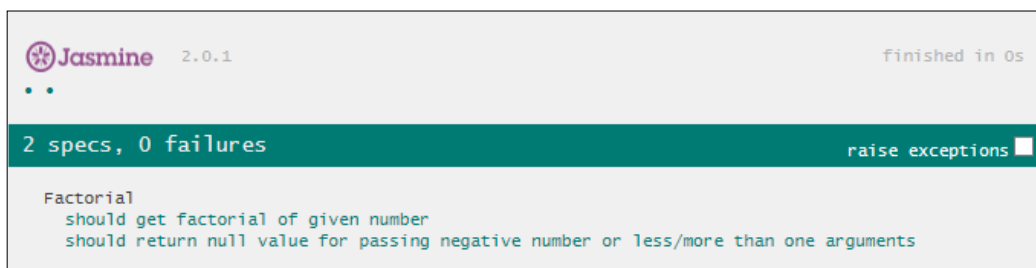 Jasmine 2.0.1 finished in 0s
2 specs, 0 failures raise exceptions
Factorial
should get factorial of given number
should return null value for passing negative number or less/more than one arguments